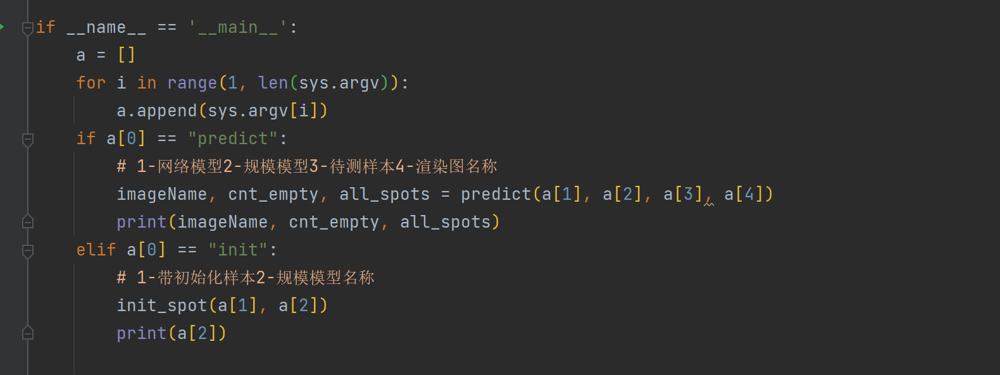 if __name__ == '__main__':
    a = []
    for i in range(1, len(sys.argv)):
        a.append(sys.argv[i])
    if a[0] == "predict":
        # 1-网络模型2-规模模型3-待测样本4-渲染图名称
        imageName, cnt_empty, all_spots = predict(a[1], a[2], a[3], a[4])
        print(imageName, cnt_empty, all_spots)
    elif a[0] == "init":
        # 1-带初始化样本2-规模模型名称
        init_spot(a[1], a[2])
        print(a[2])